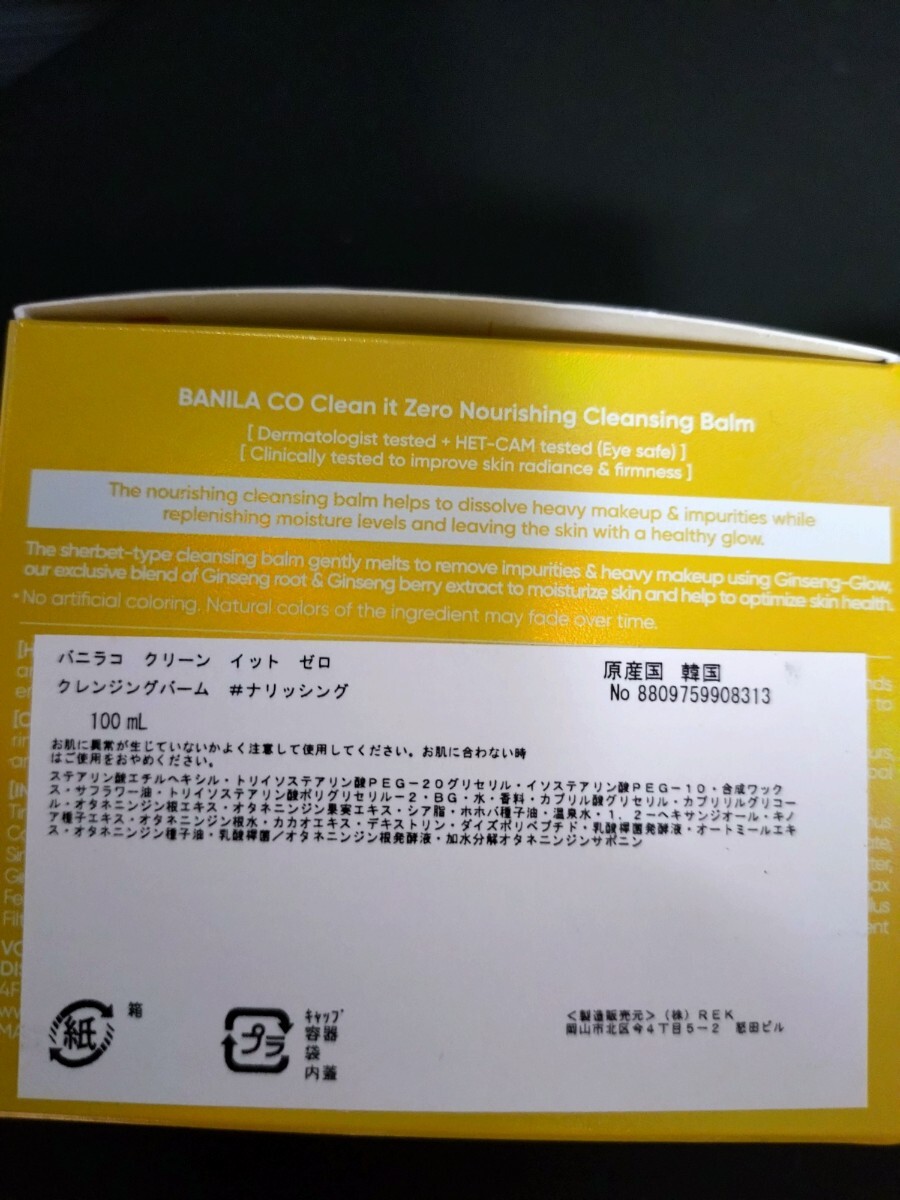 BANILA CO Clean it Zero Nourishing Cleansing Balm
[ Dermatologist tested + HET-CAM tested (Eye safe) ]
[ Clinically tested to improve skin radiance & firmness ]
The nourishing cleansing balm helps to dissolve heavy makeup & impurities while
replenishing moisture levels and leaving the skin with a healthy glow.
The sherbet-type cleansing balm gently melts to remove impurities & heavy makeup using Ginseng-Glow,
our exclusive blend of Ginseng root & Ginseng berry extract to moisturize skin and help to optimize skin health.
*No artificial coloring. Natural colors of the ingredient may fade over time.
バニラコ クリーン イット ゼロ
クレンジングバーム #ナリッシング
100 mL
原産国 韓国
No 8809759908313
お肌に異常が生じていないかよく注意して使用してください。お肌に合わない時
はご使用をおやめください。
ステアリン酸エチルヘキシル・トリイソステアリン酸PEG-20グリセリル・イソステアリン酸PEG-10・合成ワック
ス・サフラワー油・トリイソステアリン酸ポリグリセリル-2・BG・水・香料・カプリル酸グリセリル・カプリリルグリコー
ル・オタネニンジン根エキス・オタネニンジン果実エキス・シア脂・ホホバ種子油・温泉水・1,2-ヘキサンジオール・キノ
ア種子エキス・オタネニンジン根水・カカオエキス・デキストリン・ダイズポリペプチド・乳酸桿菌発酵液・オートミールエキ
ス・オタネニンジン種子油・乳酸桿菌/オタネニンジン根発酵液・加水分解オタネニンジンサポニン
紙
箱
プラ
ｷｬｯﾌﾟ
容器
袋
内蓋
<製造販売元> (株) REK
岡山市北区今4丁目5-2 ビル